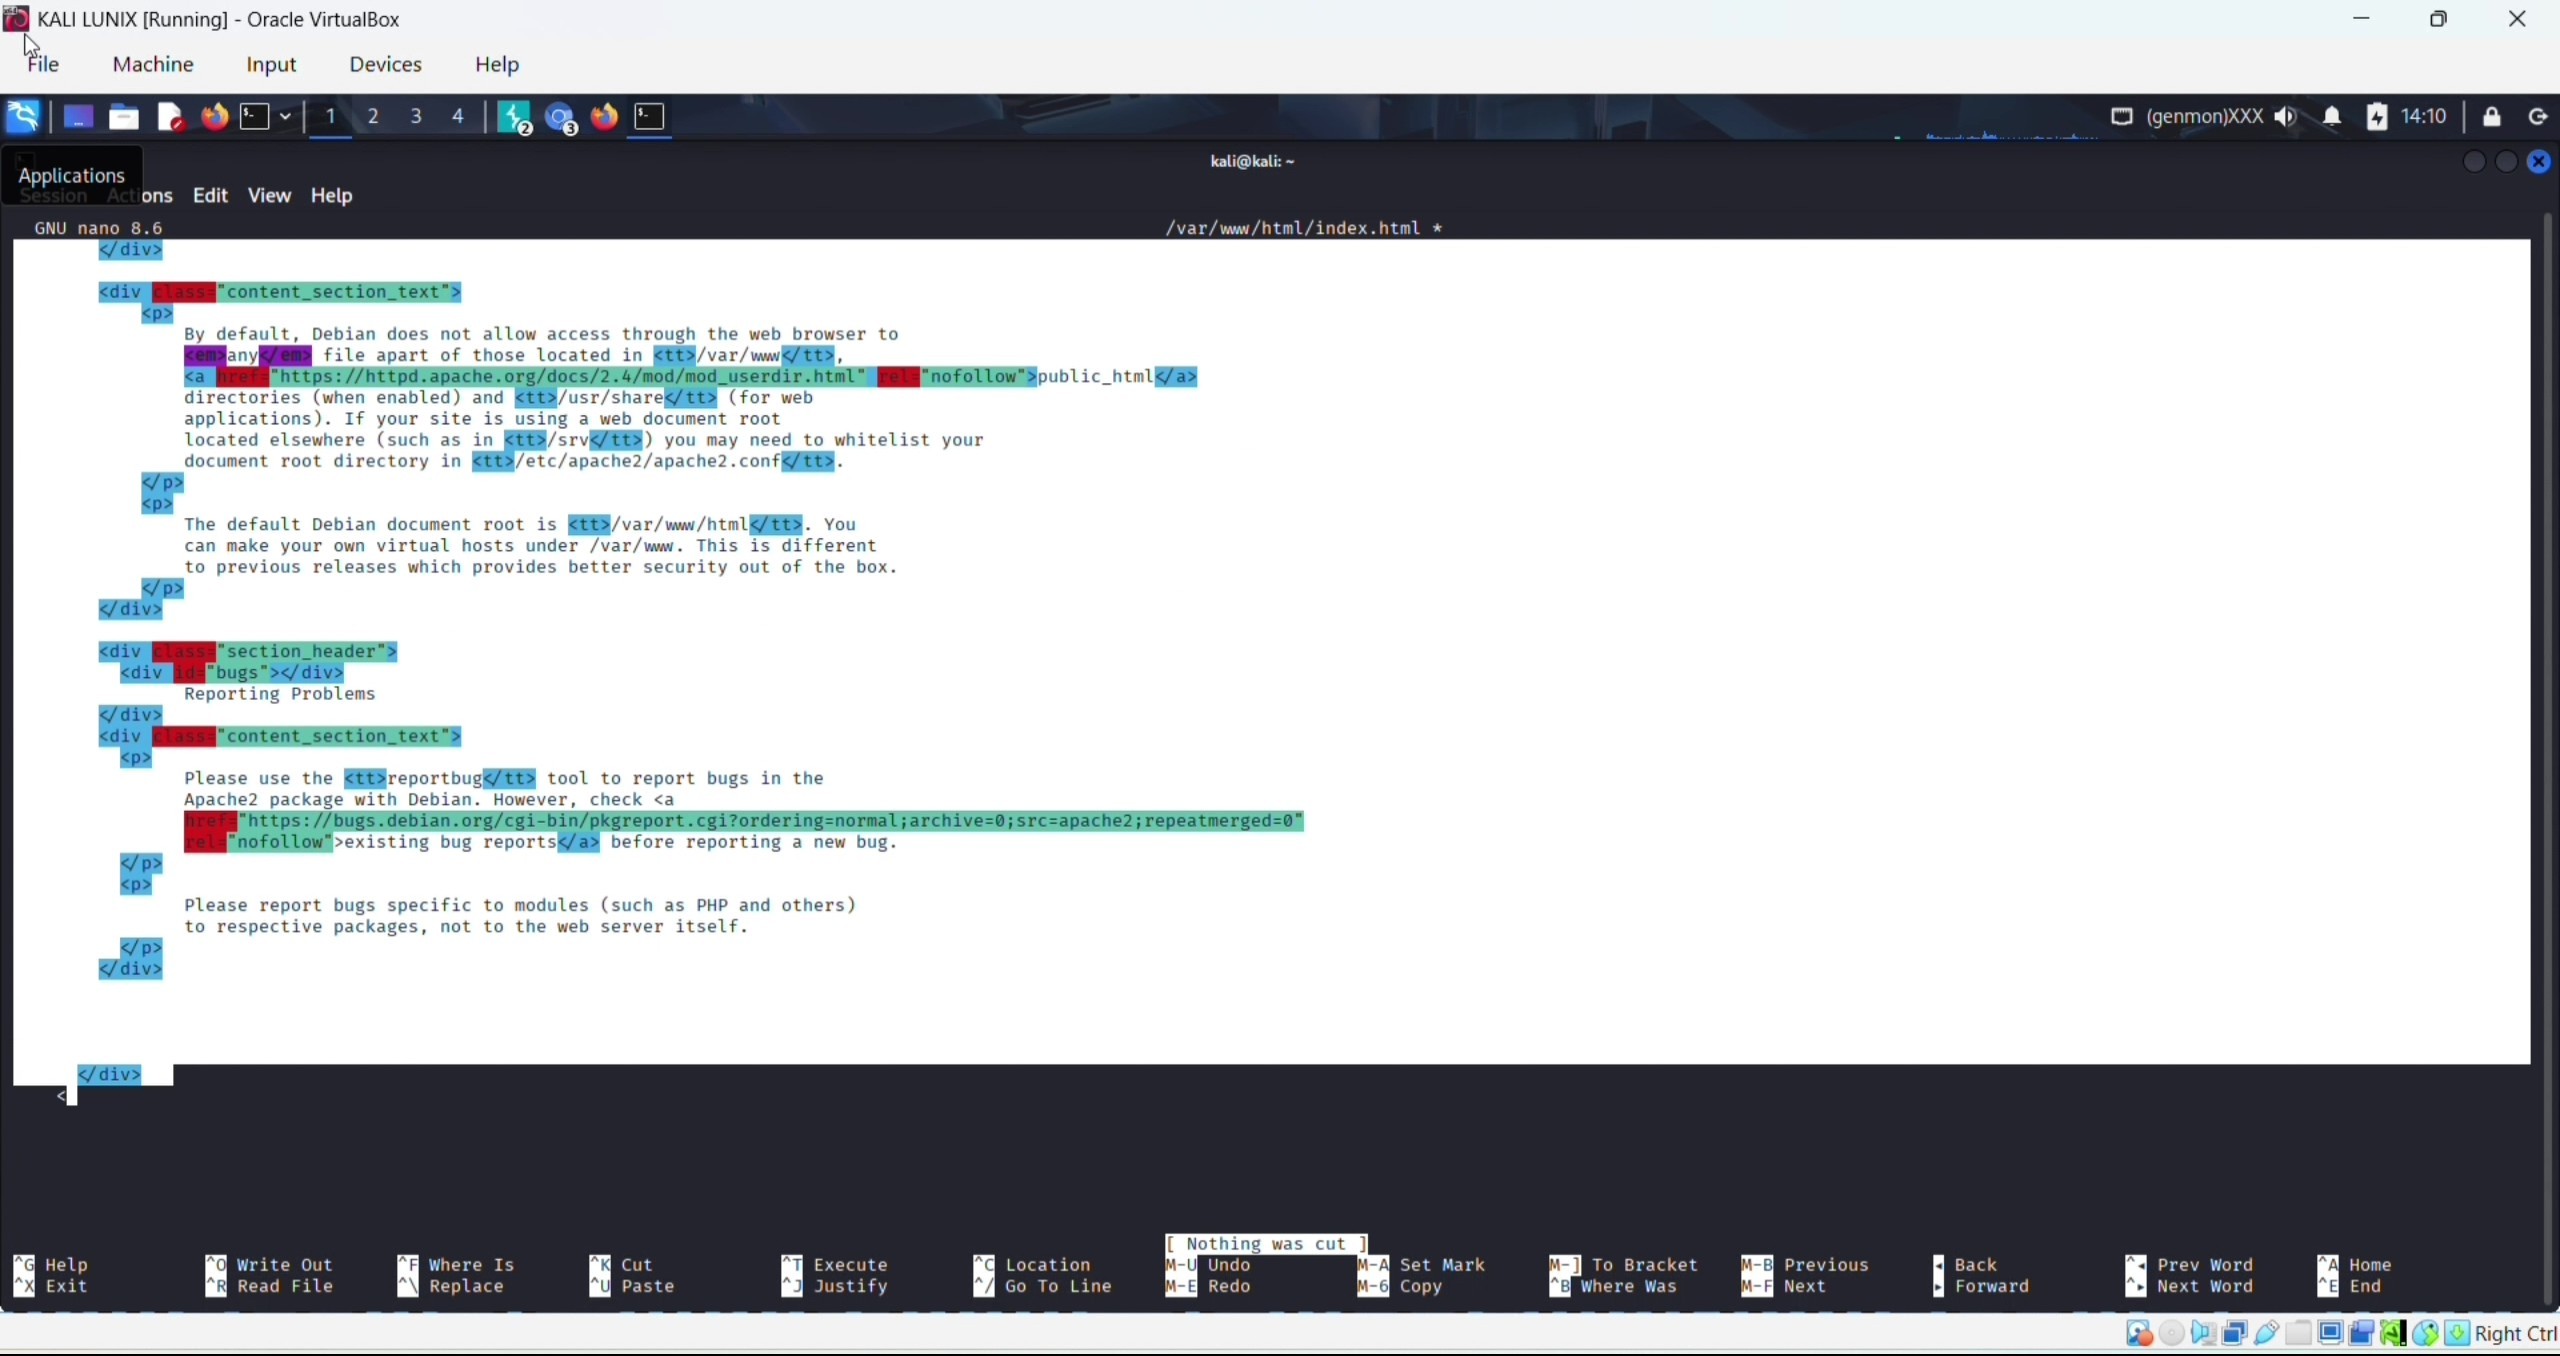 KALI LUNIX [Running] - Oracle VirtualBox
File Machine Input Devices Help
1 2 3 4 2 3 (genmon)XXX 14:10
kali@kali: ~
Applications
Session Actions Edit View Help
GNU nano 8.6 /var/www/html/index.html *
</div>
<div class="content_section_text">
<p>
By default, Debian does not allow access through the web browser to
<em>any</em> file apart of those located in <tt>/var/www</tt>,
<a href="https://httpd.apache.org/docs/2.4/mod/mod_userdir.html" rel="nofollow">public_html</a>
directories (when enabled) and <tt>/usr/share</tt> (for web
applications). If your site is using a web document root
located elsewhere (such as in <tt>/srv</tt>) you may need to whitelist your
document root directory in <tt>/etc/apache2/apache2.conf</tt>.
</p>
<p>
The default Debian document root is <tt>/var/www/html</tt>. You
can make your own virtual hosts under /var/www. This is different
to previous releases which provides better security out of the box.
</p>
</div>
<div class="section_header">
<div id="bugs"></div>
Reporting Problems
</div>
<div class="content_section_text">
<p>
Please use the <tt>reportbug</tt> tool to report bugs in the
Apache2 package with Debian. However, check <a
href="https://bugs.debian.org/cgi-bin/pkgreport.cgi?ordering=normal;archive=0;src=apache2;repeatmerged=0"
rel="nofollow">existing bug reports</a> before reporting a new bug.
</p>
<p>
Please report bugs specific to modules (such as PHP and others)
to respective packages, not to the web server itself.
</p>
</div>
</div>
<
[ Nothing was cut ]
^G Help ^O Write Out ^F Where Is ^K Cut ^T Execute ^C Location M-U Undo M-A Set Mark M-] To Bracket M-B Previous ◂ Back ^◂ Prev Word ^A Home
^X Exit ^R Read File ^\ Replace ^U Paste ^J Justify ^/ Go To Line M-E Redo M-6 Copy ^B Where Was M-F Next ▸ Forward ^▸ Next Word ^E End
Right Ctrl